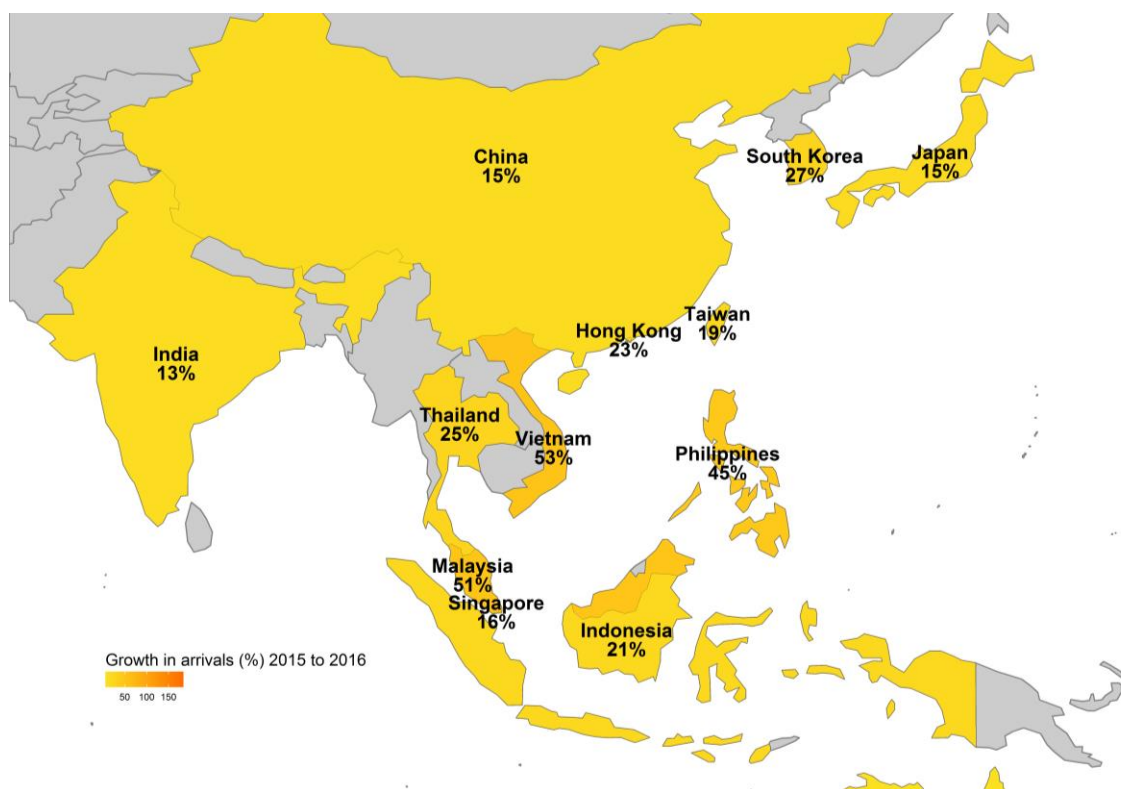 China
15%
South Korea
27%
Japan
15%
Taiwan
19%
Hong Kong
23%
India
13%
Thailand
25%
Vietnam
53%
Philippines
45%
Malaysia
51%
Singapore
16%
Indonesia
21%
Growth in arrivals (%) 2015 to 2016
50 100 150